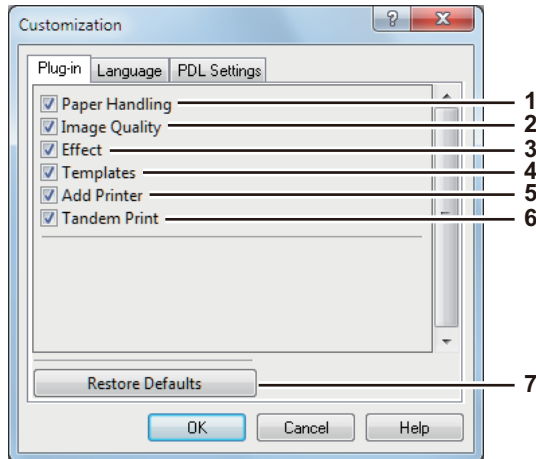 Customization
Plug-in Language PDL Settings
Paper Handling 1
Image Quality 2
Effect 3
Templates 4
Add Printer 5
Tandem Print 6
Restore Defaults 7
OK Cancel Help